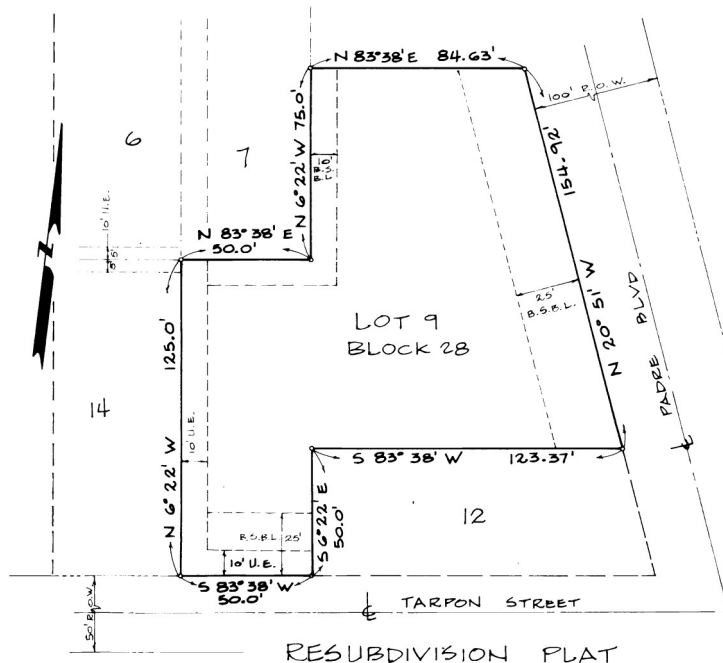 N 83°38'E 84.63'
100' R.O.W.
6
7
N 6°22' W 75.0'
10'
B.S.
B.L.
154.92'
10' U.E.
N 83° 38' E
50.0'
N 20° 51' W
25'
B.S.B.L.
PADRE BLVD.
125.0'
LOT 9
BLOCK 28
14
N 6° 22' W
10' U.E.
S 83° 38' W 123.37'
S 6°22' E
50.0'
12
B.S.B.L. 25'
10' U.E.
S 83°38' W
50.0'
50' R.O.W.
TARPON STREET
RESUBDIVISION PLAT